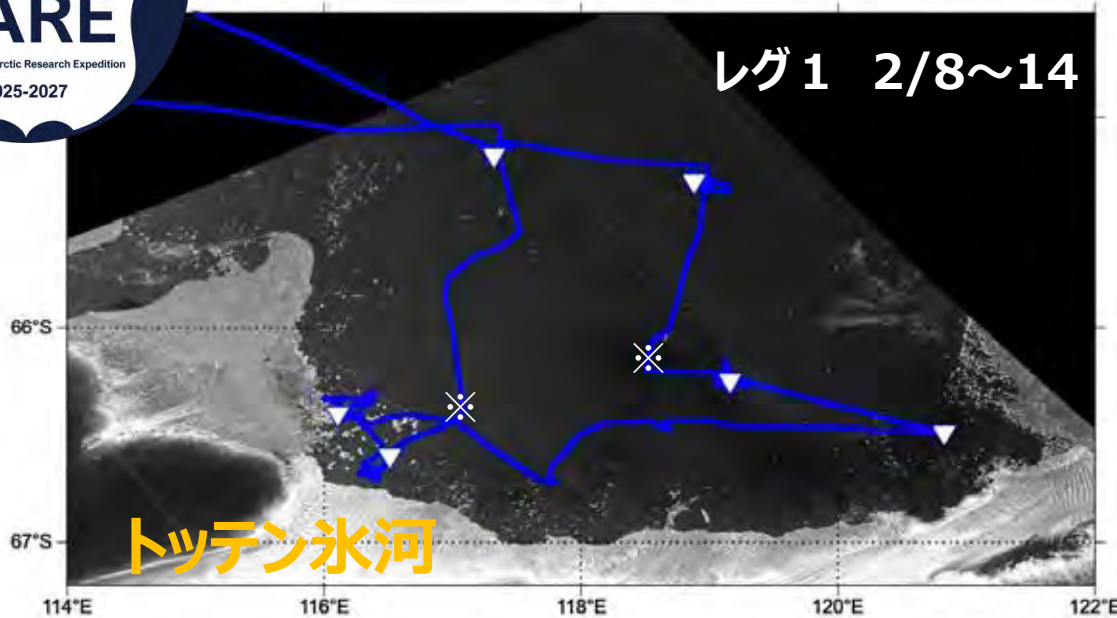 ARE
rctic Research Expedition
025-2027
レグ1 2/8～14
66°S
67°S
トッテン氷河
114°E
116°E
118°E
120°E
122°E